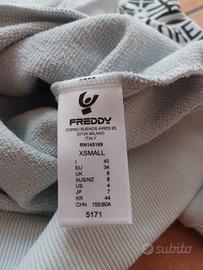 FREDDY
CORSO BUENOS AIRES 20,
20124 MILANO
ITALY
RN145169
XSMALL
I 40
EU 34
UK 8
AUS/NZ 8
US 4
JP 7
KR 44
CHN 155/80A
5171
subito